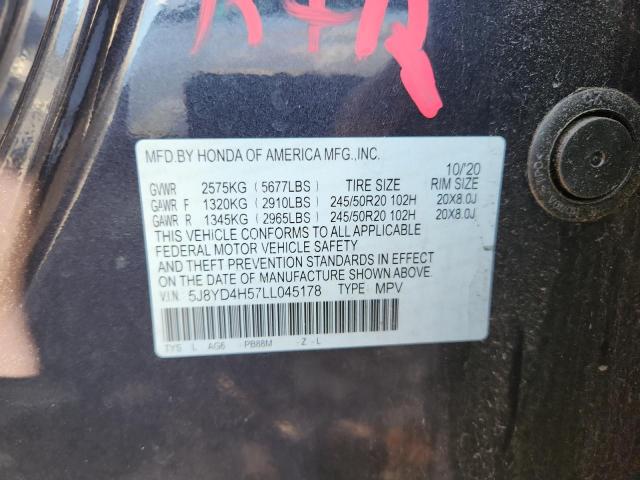 MFD.BY HONDA OF AMERICA MFG.,INC.
10/'20
GVWR 2575KG (5677LBS) TIRE SIZE RIM SIZE
GAWR F 1320KG (2910LBS) 245/50R20 102H 20X8.0J
GAWR R 1345KG (2965LBS) 245/50R20 102H 20X8.0J
THIS VEHICLE CONFORMS TO ALL APPLICABLE
FEDERAL MOTOR VEHICLE SAFETY
AND THEFT PREVENTION STANDARDS IN EFFECT
ON THE DATE OF MANUFACTURE SHOWN ABOVE.
V.I.N. 5J8YD4H57LL045178 TYPE: MPV
TYS L AG6 PB88M -Z-L